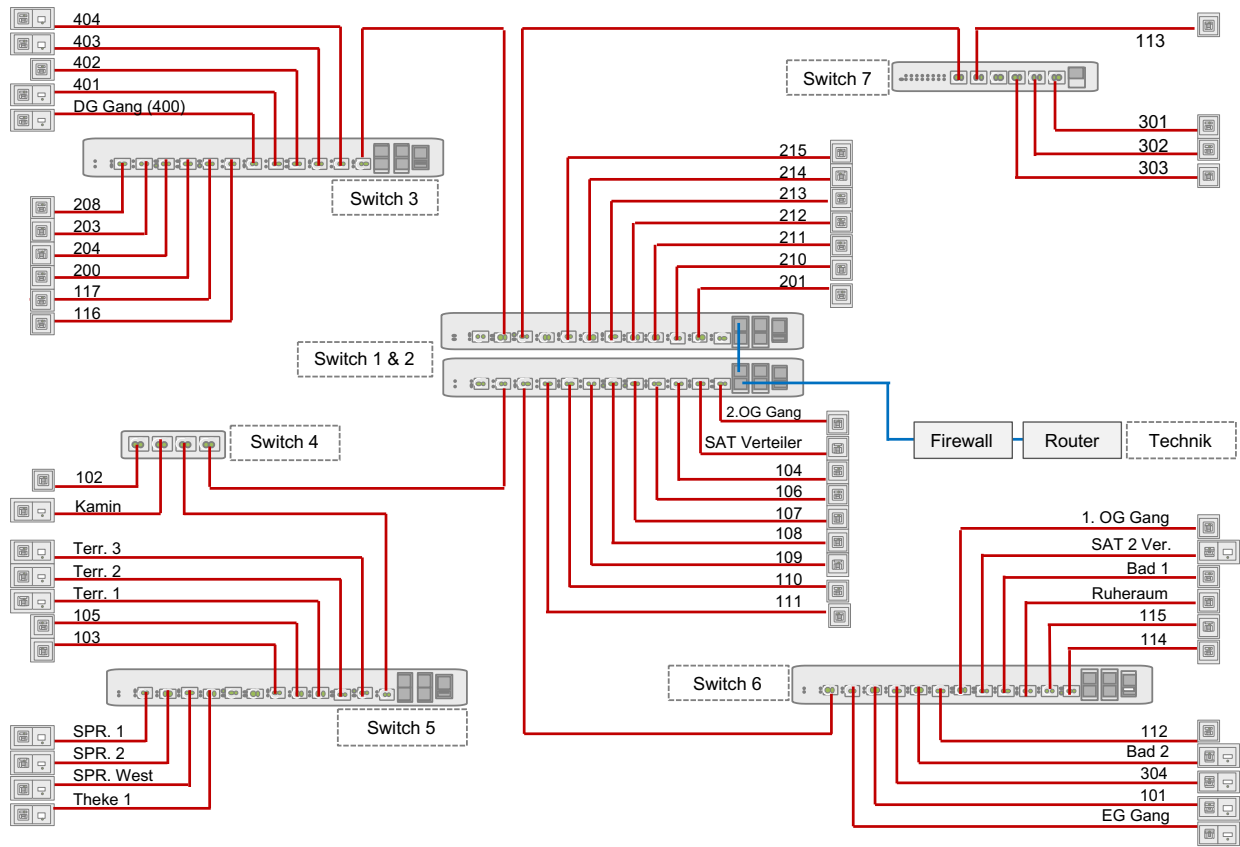 404
403
402
401
DG Gang (400)
Switch 3
208
203
204
200
117
116
113
Switch 7
301
302
303
215
214
213
212
211
210
201
Switch 1 & 2
2.OG Gang
SAT Verteiler
104
106
107
108
109
110
111
Firewall
Router
Technik
Switch 4
102
Kamin
Terr. 3
Terr. 2
Terr. 1
105
103
Switch 5
SPR. 1
SPR. 2
SPR. West
Theke 1
1. OG Gang
SAT 2 Ver.
Bad 1
Ruheraum
115
114
Switch 6
112
Bad 2
304
101
EG Gang